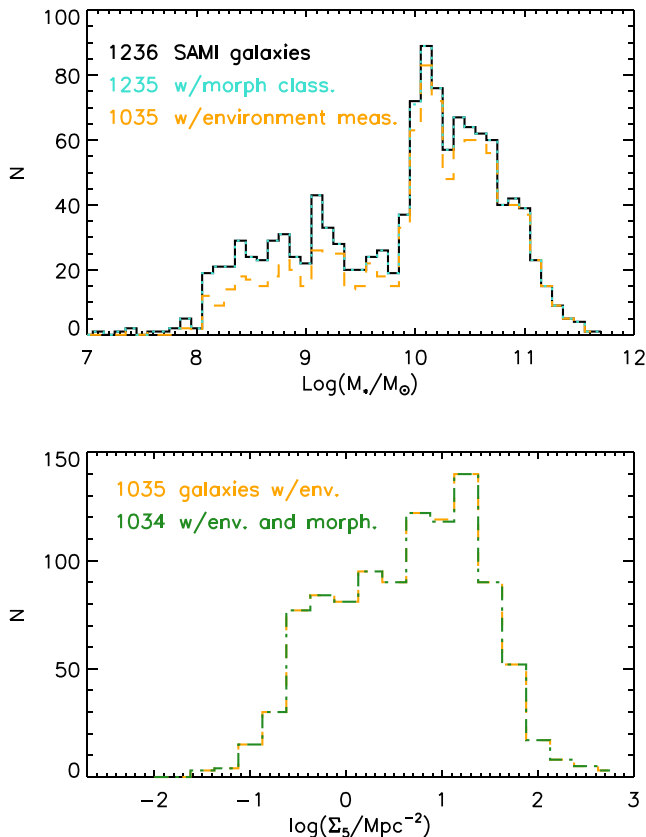 100
80
60
40
20
0
N
1236 SAMI galaxies
1235 w/morph class.
1035 w/environment meas.
7 8 9 10 11 12
Log(M*/M☉)
150
100
50
0
N
1035 galaxies w/env.
1034 w/env. and morph.
−2 −1 0 1 2 3
log(Σ5/Mpc−2)